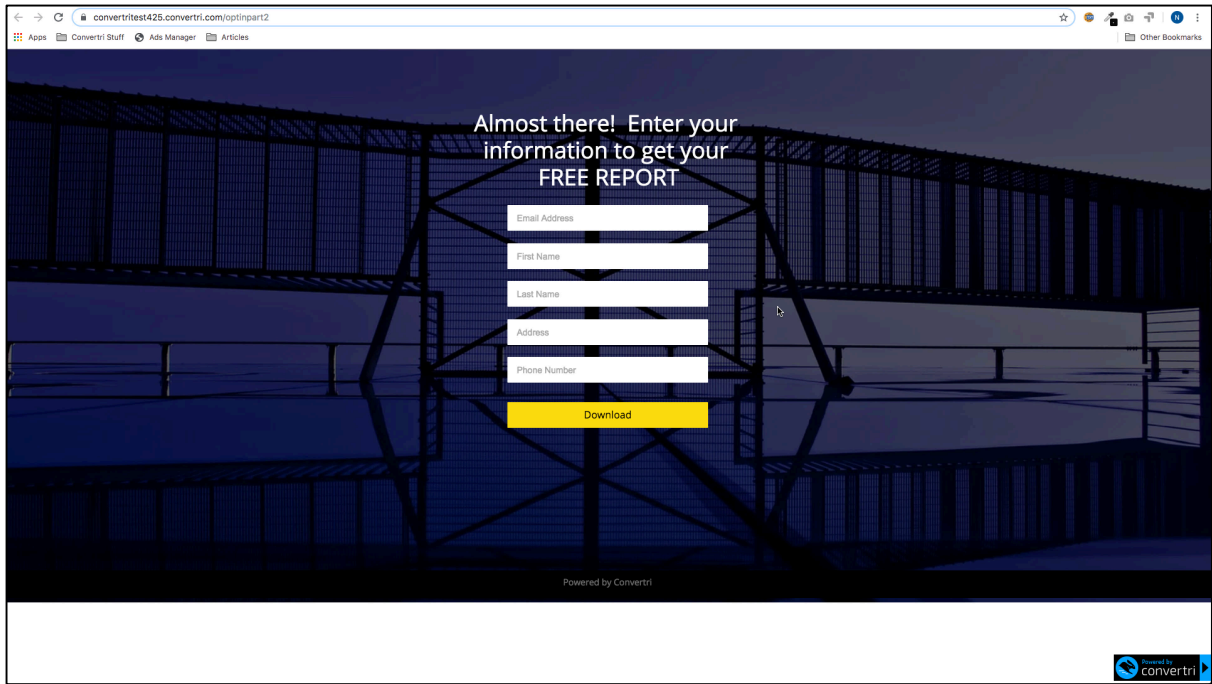 convertritest425.convertri.com/optinpart2
N
Apps Convertri Stuff Ads Manager Articles Other Bookmarks
Almost there! Enter your
information to get your
FREE REPORT
Email Address
First Name
Last Name
Address
Phone Number
Download
Powered by Convertri
Powered by
convertri